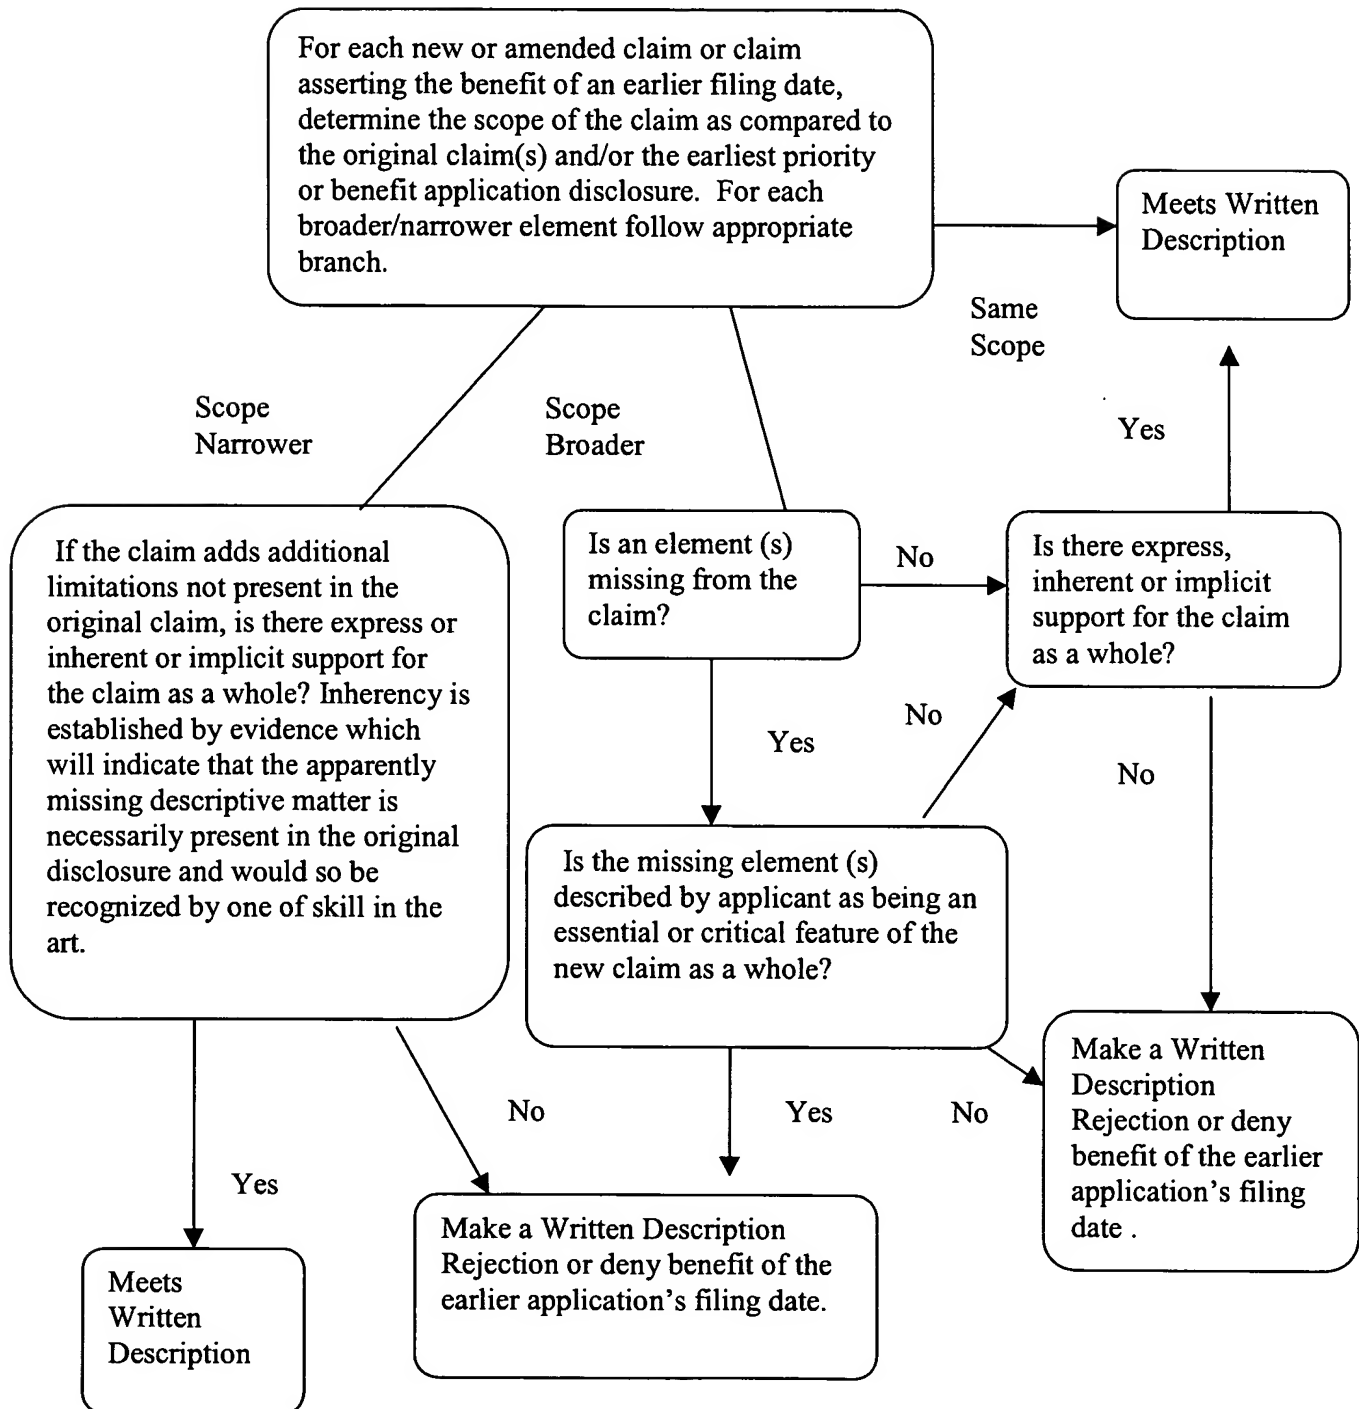 For each new or amended claim or claim
asserting the benefit of an earlier filing date,
determine the scope of the claim as compared to
the original claim(s) and/or the earliest priority
or benefit application disclosure.  For each
broader/narrower element follow appropriate
branch.
Meets Written
Description
Same
Scope
Scope
Narrower
Scope
Broader
Yes
If the claim adds additional
limitations not present in the
original claim, is there express or
inherent or implicit support for
the claim as a whole? Inherency is
established by evidence which
will indicate that the apparently
missing descriptive matter is
necessarily present in the original
disclosure and would so be
recognized by one of skill in the
art.
Is an element (s)
missing from the
claim?
No
Is there express,
inherent or implicit
support for the claim
as a whole?
Yes
No
No
Is the missing element (s)
described by applicant as being an
essential or critical feature of the
new claim as a whole?
No
Yes
No
Yes
Make a Written
Description
Rejection or deny
benefit of the earlier
application's filing
date .
Make a Written Description
Rejection or deny benefit of the
earlier application's filing date.
Meets
Written
Description